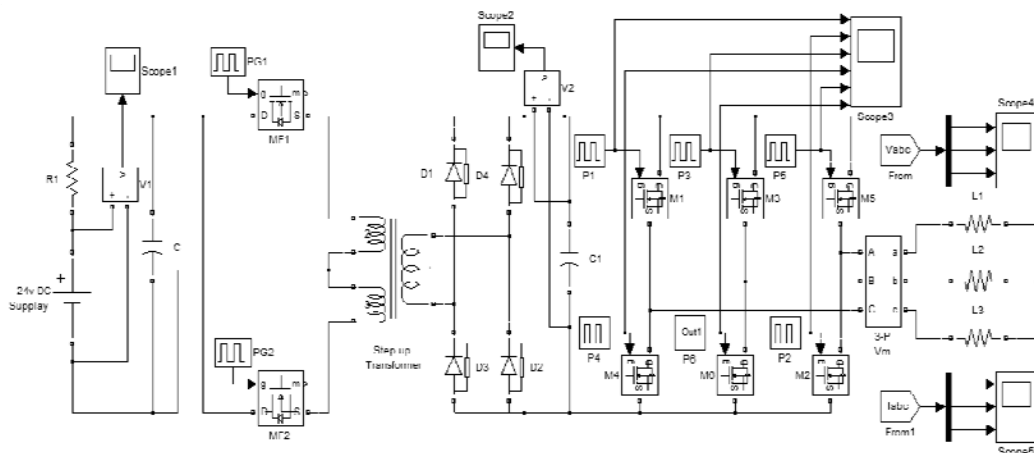 Scope2
Scope1
PG1
g
m
D
S
MF1
V2
v
+
-
Scope3
Scope4
Vabc
From
R1
V1
v
+
-
D1
D4
P1
P3
P5
M1
M3
M5
g
S
L1
C
C1
A
a
L2
B
b
24v DC
Supplay
+
L3
C
c
3-P
Vm
PG2
Step up
Transformer
D3
D2
P4
Out1
P6
P2
M4
M2
g
m
D
S
MF2
Iabc
From1
Scope5